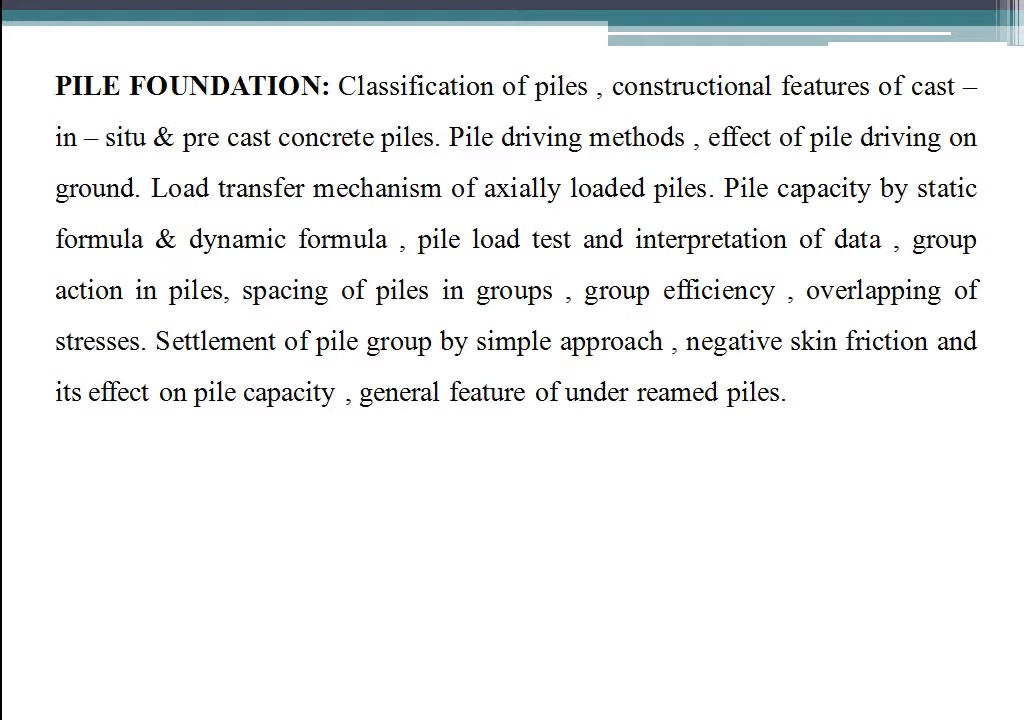 PILE FOUNDATION: Classification of piles , constructional features of cast –
in – situ & pre cast concrete piles. Pile driving methods , effect of pile driving on
ground. Load transfer mechanism of axially loaded piles. Pile capacity by static
formula & dynamic formula , pile load test and interpretation of data , group
action in piles, spacing of piles in groups , group efficiency , overlapping of
stresses. Settlement of pile group by simple approach , negative skin friction and
its effect on pile capacity , general feature of under reamed piles.